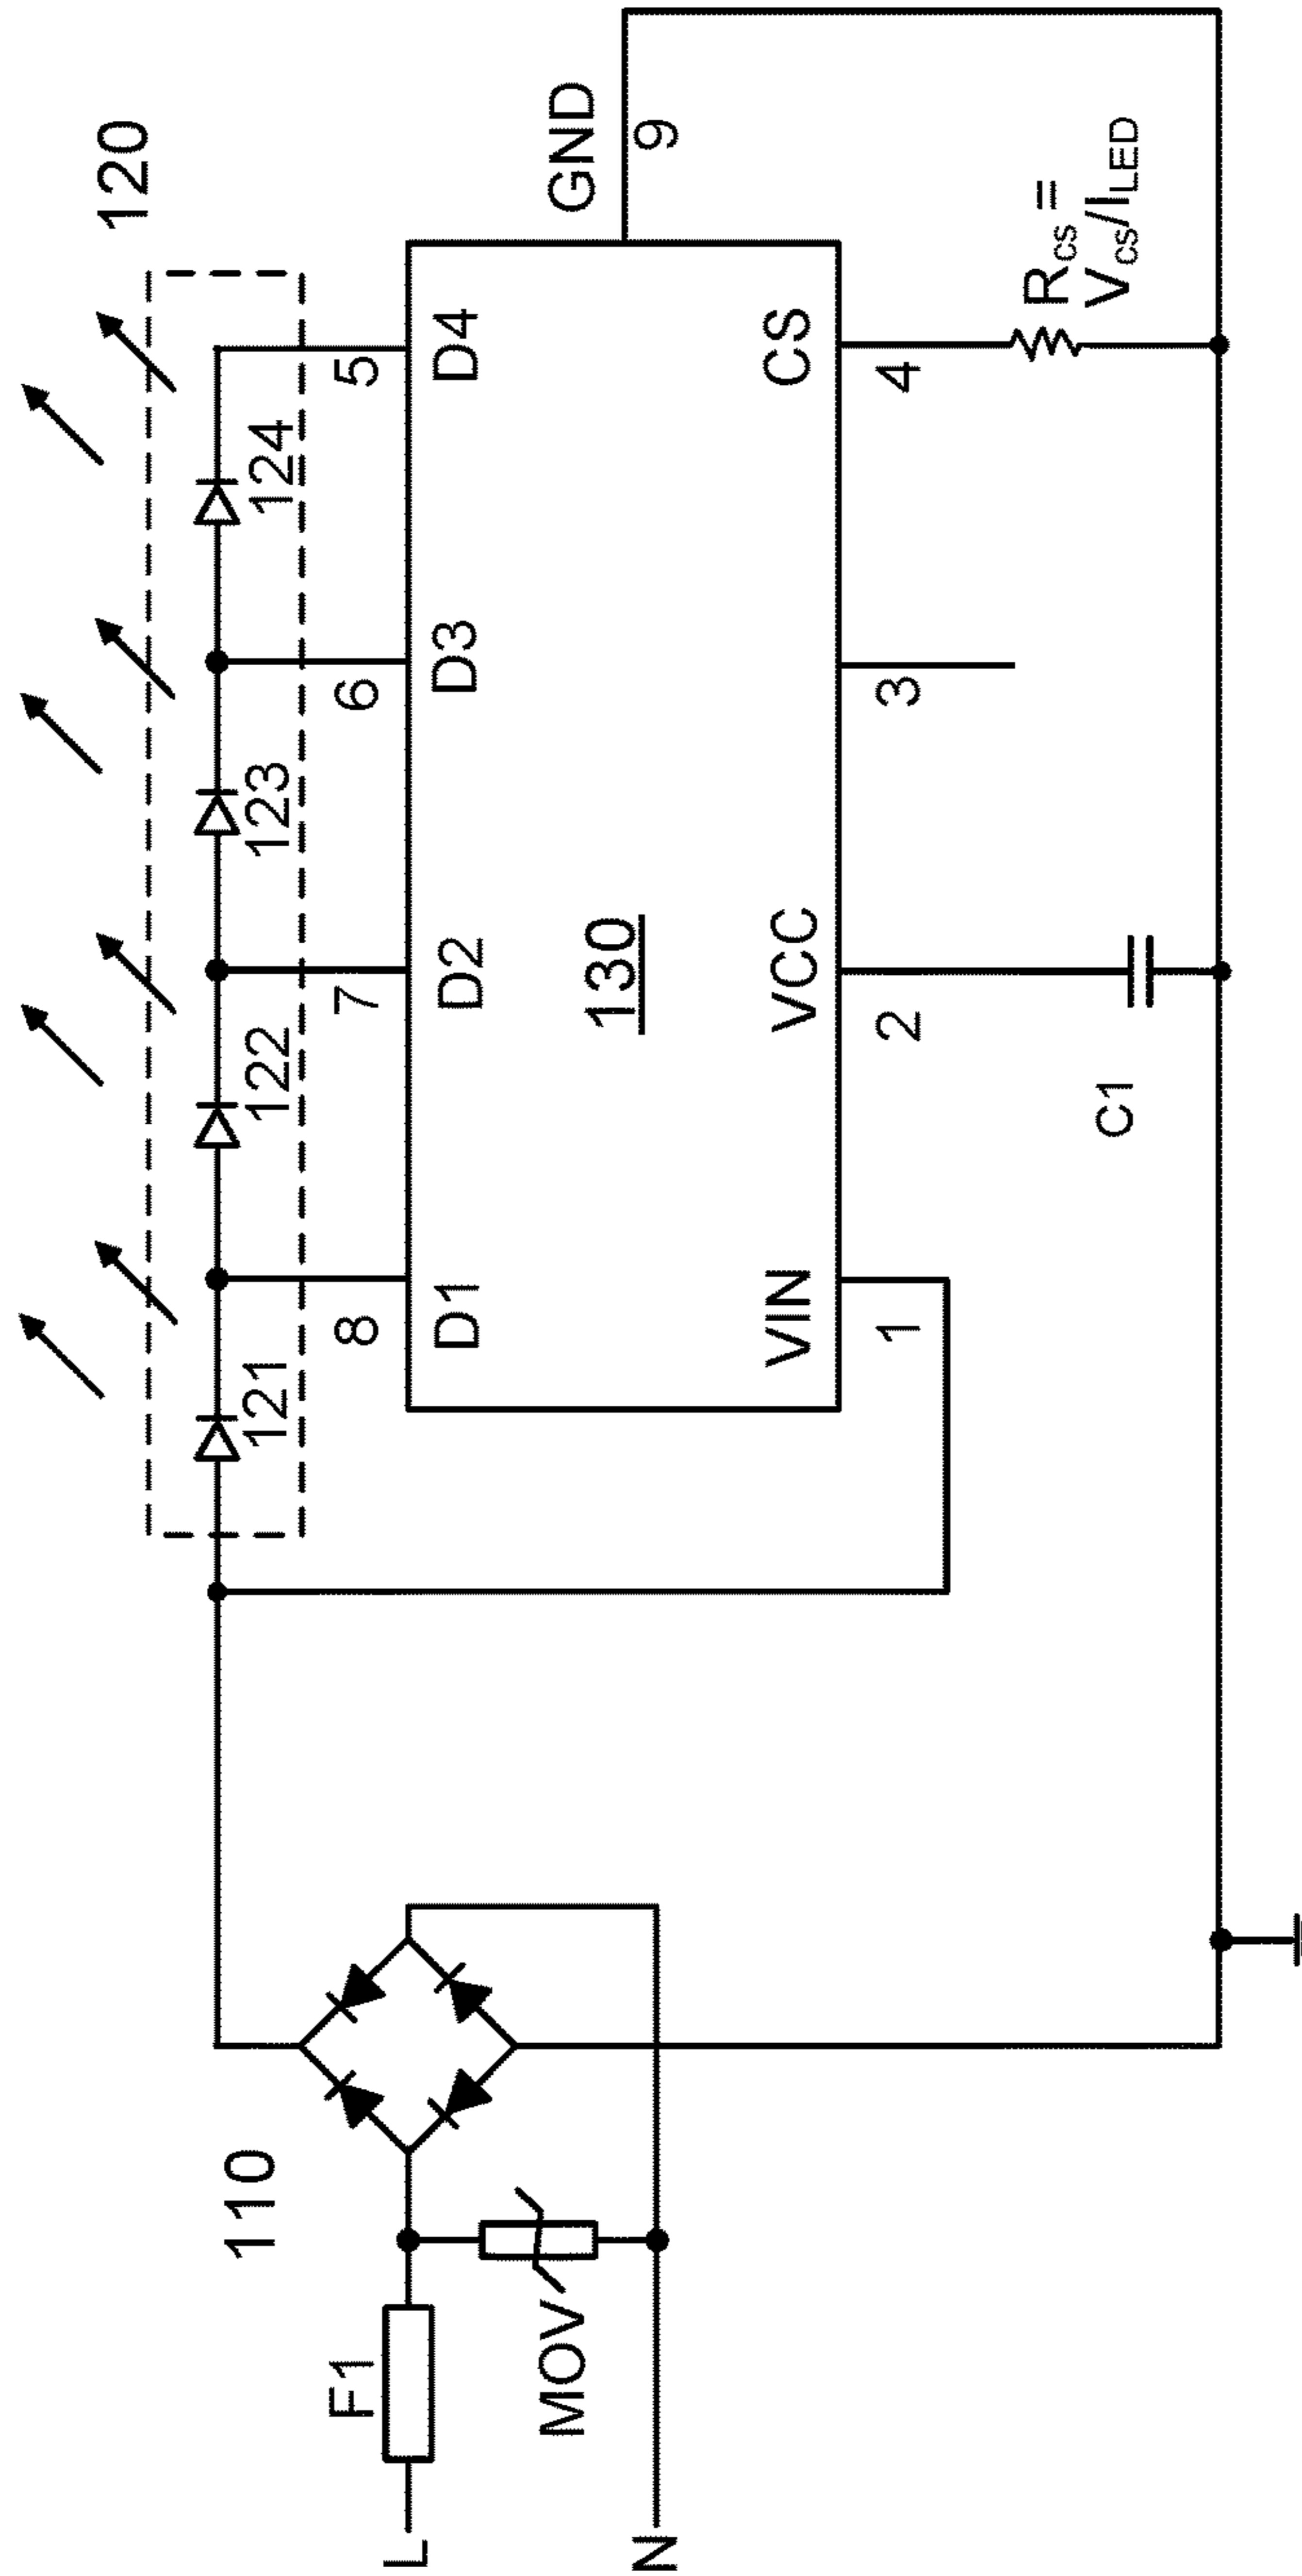 120
121
122
123
124
8
7
6
5
D1
D2
D3
D4
GND
9
130
VIN
VCC
CS
1
2
3
4
C1
Rcs =
Vcs/ILED
110
F1
MOV
L
N